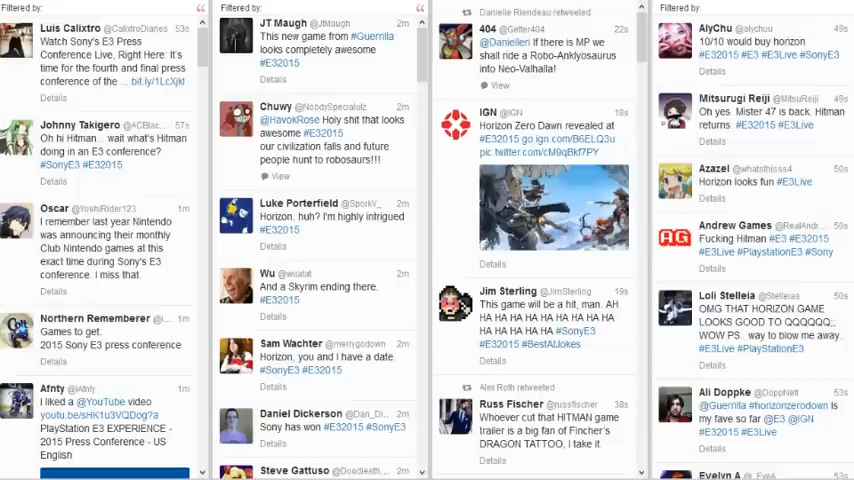 Filtered by:
Luis Calixtro @CalixtroDiaries 53s
Watch Sony's E3 Press
Conference Live, Right Here: It's
time for the fourth and final press
conference of the ... bit.ly/1LcXjkl
Details
Johnny Takigero @ACBlac... 57s
Oh hi Hitman... wait what's Hitman
doing in an E3 conference?
#SonyE3 #E32015
Details
Oscar @YoshiRider123 1m
I remember last year Nintendo
was announcing their monthly
Club Nintendo games at this
exact time during Sony's E3
conference. I miss that.
Details
Northern Rememberer @i... 1m
Games to get.
2015 Sony E3 press conference
Details
Afnty @iAfnty 1m
I liked a @YouTube video
youtu.be/sHK1u3VQDog?a
PlayStation E3 EXPERIENCE -
2015 Press Conference - US
English
Filtered by:
JT Maugh @JtMaugh 2m
This new game from #Guerrilla
looks completely awesome
#E32015
Details
Chuwy @NoodySpecialulz 2m
@HavokRose Holy shit that looks
awesome #E32015
our civilization falls and future
people hunt to robosaurs!!!
View
Luke Porterfield @SporkV_ 2m
Horizon, huh? I'm highly intrigued
#E32015
Details
Wu @wuatat 2m
And a Skyrim ending there.
#E32015
Details
Sam Wachter @merrygodown 2m
Horizon, you and I have a date
#SonyE3 #E32015
Details
Daniel Dickerson @Dan_Di... 2m
Sony has won #E32015 #SonyE3
Details
Steve Gattuso @Doodlesth... 2m
Danielle Riendeau retweeted
404 @Getter404 22s
@Danielleri If there is MP we
shall ride a Robo-Anklyosaurus
into Neo-Valhalla!
View
IGN @IGN 18s
Horizon Zero Dawn revealed at
#E32015 go.ign.com/B6ELQ3u
pic.twitter.com/cM9qBkf7PY
Details
Jim Sterling @JimSterling 19s
This game will be a hit, man. AH
HA HA HA HA HA HA HA HA HA
HA HA HA HA HA HA #SonyE3
#E32015 #BestAtJokes
Details
Alex Roth retweeted
Russ Fischer @russfischer 38s
Whoever cut that HITMAN game
trailer is a big fan of Fincher's
DRAGON TATTOO, I take it.
Details
Filtered by:
AlyChu @alychuu 49s
10/10 would buy horizon
#E32015 #E3 #E3Live #SonyE3
Details
Mitsurugi Reiji @MitsuReiji 49s
Oh yes. Mister 47 is back. Hitman
returns. #E32015 #E3Live
Details
Azazel @whatsthisss4 50s
Horizon looks fun #E3Live
Details
Andrew Games @RealAndr... 50s
Fucking Hitman #E3 #E32015
#E3Live #PlaystationE3 #Sony
Details
Loli Stelleia @Stelleiaa 50s
OMG THAT HORIZON GAME
LOOKS GOOD TO QQQQQQ;;
WOW PS.. way to blow me away..
#E3Live #PlayStationE3
Details
Ali Doppke @DoppNett 53s
@Guerrilla #horizonzerodown Is
my fave so far @E3 @IGN
#E32015 #E3Live
Details
Evelyn A @_EveA 53s